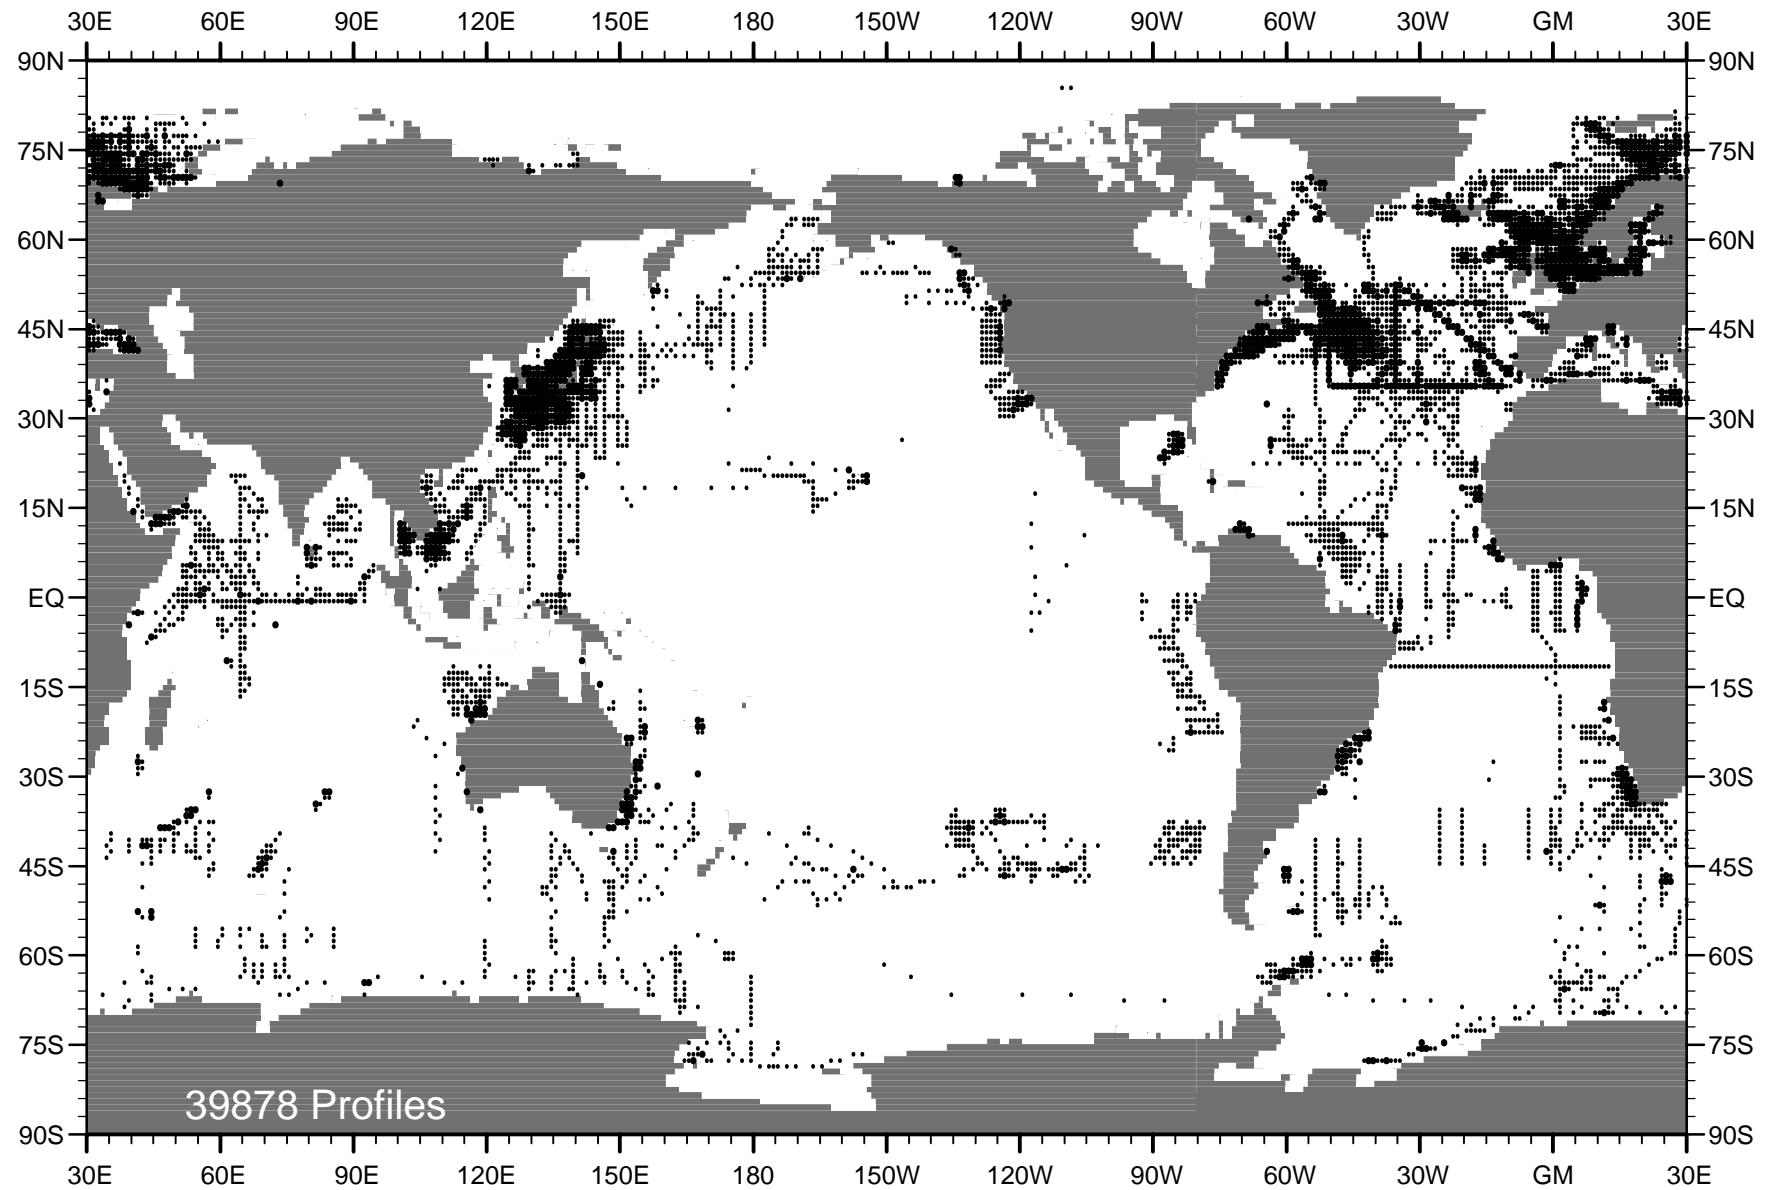 30E 60E 90E 120E 150E 180 150W 120W 90W 60W 30W GM 30E
90N 90N
75N 75N
60N 60N
45N 45N
30N 30N
15N 15N
EQ EQ
15S 15S
30S 30S
45S 45S
60S 60S
75S 75S
39878 Profiles
90S 90S
30E 60E 90E 120E 150E 180 150W 120W 90W 60W 30W GM 30E